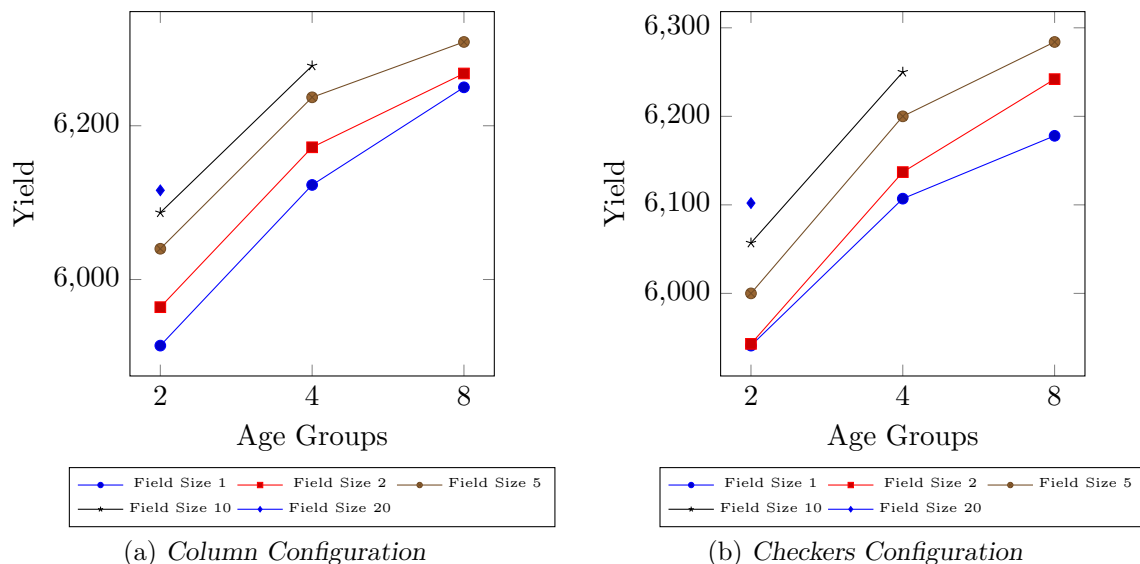 6,200
6,000
Yield
2 4 8
Age Groups
Field Size 1 Field Size 2 Field Size 5
Field Size 10 Field Size 20
(a) Column Configuration
6,300
6,200
6,100
6,000
Yield
2 4 8
Age Groups
Field Size 1 Field Size 2 Field Size 5
Field Size 10 Field Size 20
(b) Checkers Configuration